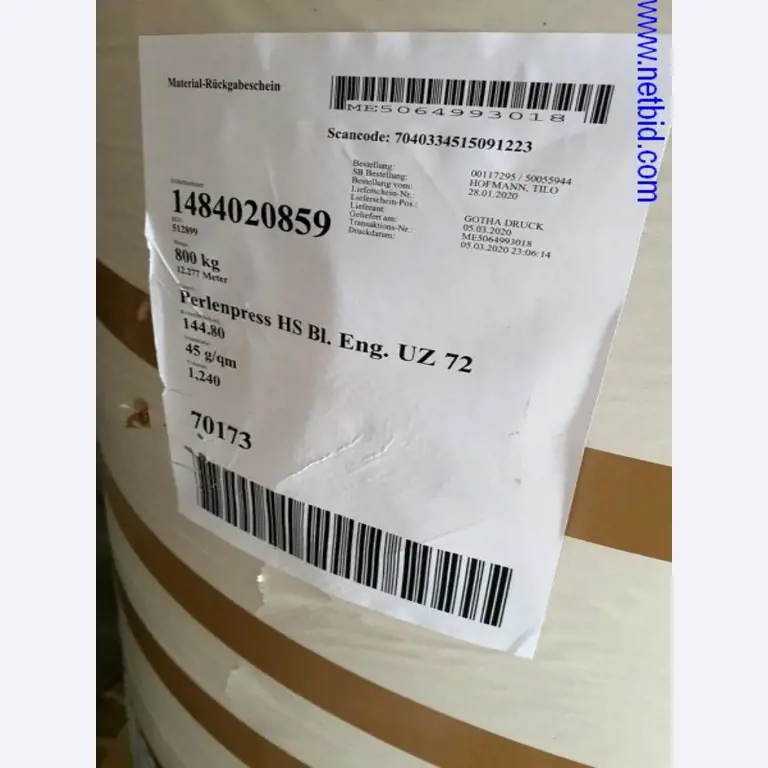 www.netbid.com
Material-Rückgabeschein
ME5064993018
Scancode: 7040334515091223
Bestellung: 00117295 / 50055944
SB Bestellung: HOFMANN, TILO
Bestellung vom: 28.01.2020
Lieferschein-Nr.:
Lieferschein-Pos.:
Lieferant: GOTHA DRUCK
Geliefert am: 05.03.2020
Transaktions-Nr.: ME5064993018
Druckdatum: 05.03.2020 23:06:14
1484020859
512899
800 kg
12.277 Meter
Perlenpress HS Bl. Eng. UZ 72
144.80
45 g/qm
1,240
70173